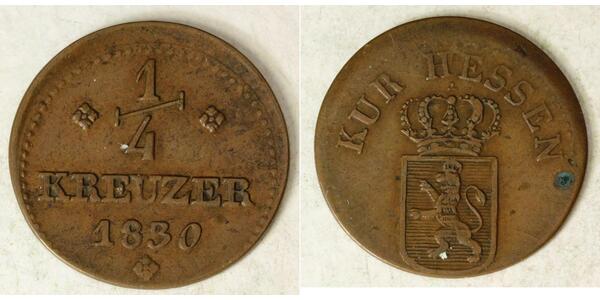 1/4
KREUZER
1830
KUR HESSEN